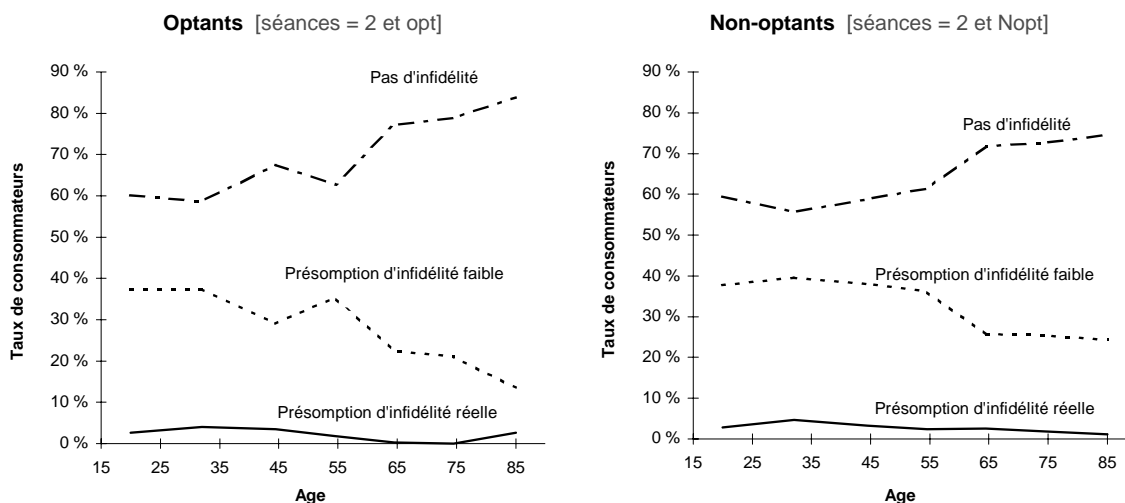 Optants [séances = 2 et opt]
Taux de consommateurs
90 %
80 %
70 %
60 %
50 %
40 %
30 %
20 %
10 %
0 %
Pas d'infidélité
Présomption d'infidélité faible
Présomption d'infidélité réelle
15 25 35 45 55 65 75 85
Age
Non-optants [séances = 2 et Nopt]
Taux de consommateurs
90 %
80 %
70 %
60 %
50 %
40 %
30 %
20 %
10 %
0 %
Pas d'infidélité
Présomption d'infidélité faible
Présomption d'infidélité réelle
15 25 35 45 55 65 75 85
Age